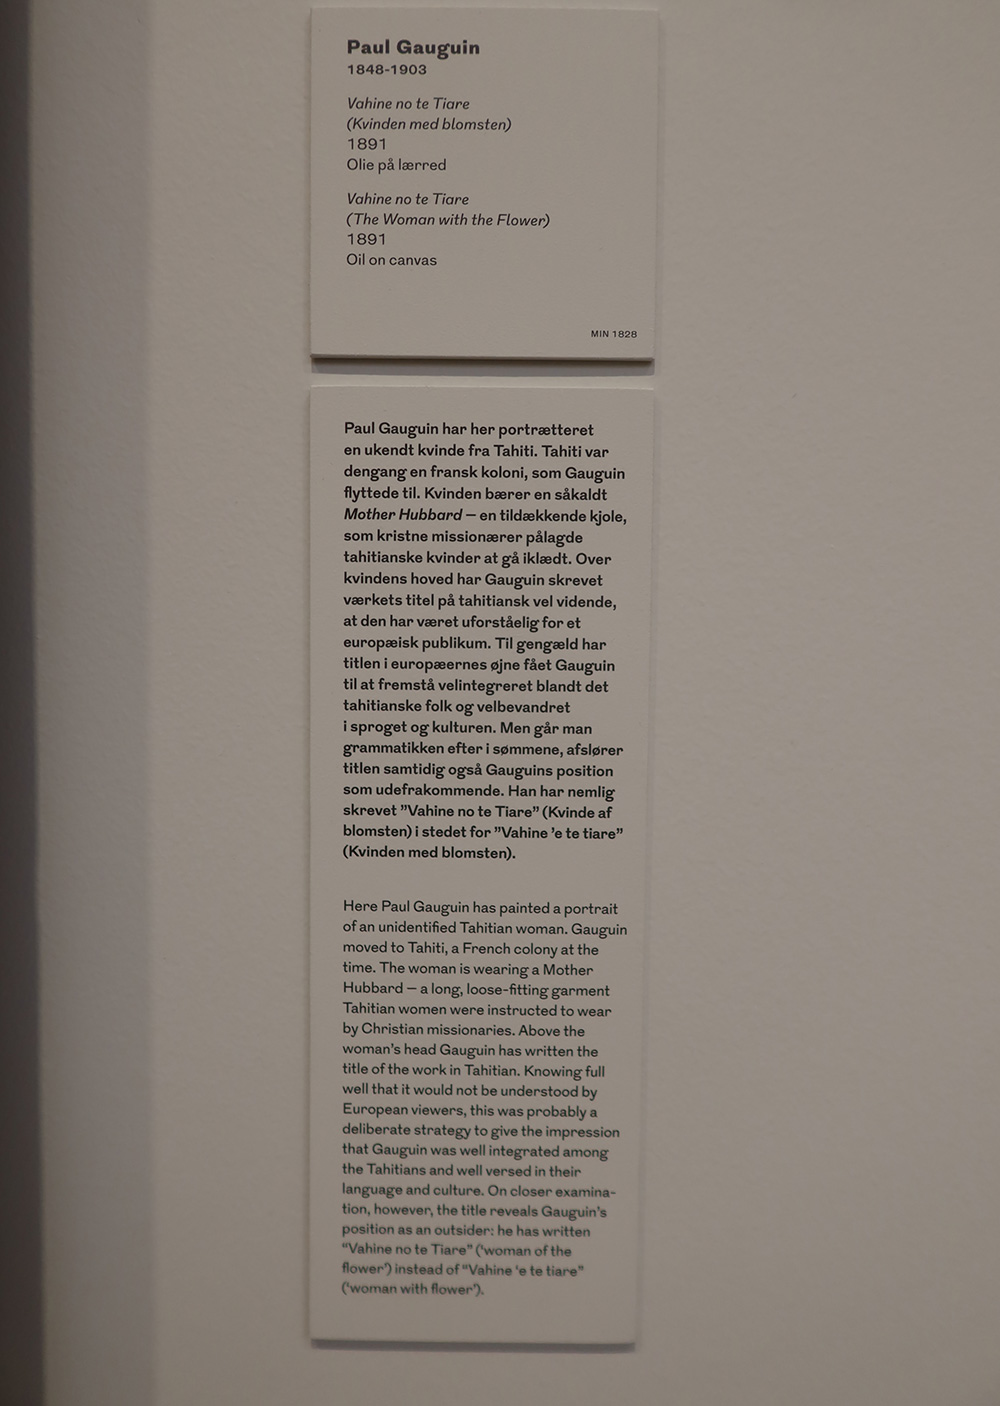 Paul Gauguin
1848-1903
Vahine no te Tiare
(Kvinden med blomsten)
1891
Olie på lærred
Vahine no te Tiare
(The Woman with the Flower)
1891
Oil on canvas
MIN 1828
Paul Gauguin har her portrætteret
en ukendt kvinde fra Tahiti. Tahiti var
dengang en fransk koloni, som Gauguin
flyttede til. Kvinden bærer en såkaldt
Mother Hubbard – en tildækkende kjole,
som kristne missionærer pålagde
tahitianske kvinder at gå iklædt. Over
kvindens hoved har Gauguin skrevet
værkets titel på tahitiansk vel vidende,
at den har været uforståelig for et
europæisk publikum. Til gengæld har
titlen i europæernes øjne fået Gauguin
til at fremstå velintegreret blandt det
tahitianske folk og velbevandret
i sproget og kulturen. Men går man
grammatikken efter i sømmene, afslører
titlen samtidig også Gauguins position
som udefrakommende. Han har nemlig
skrevet ”Vahine no te Tiare” (Kvinde af
blomsten) i stedet for ”Vahine ’e te tiare”
(Kvinden med blomsten).
Here Paul Gauguin has painted a portrait
of an unidentified Tahitian woman. Gauguin
moved to Tahiti, a French colony at the
time. The woman is wearing a Mother
Hubbard – a long, loose-fitting garment
Tahitian women were instructed to wear
by Christian missionaries. Above the
woman’s head Gauguin has written the
title of the work in Tahitian. Knowing full
well that it would not be understood by
European viewers, this was probably a
deliberate strategy to give the impression
that Gauguin was well integrated among
the Tahitians and well versed in their
language and culture. On closer examina-
tion, however, the title reveals Gauguin’s
position as an outsider: he has written
“Vahine no te Tiare” (‘woman of the
flower’) instead of “Vahine ‘e te tiare”
(‘woman with flower’).